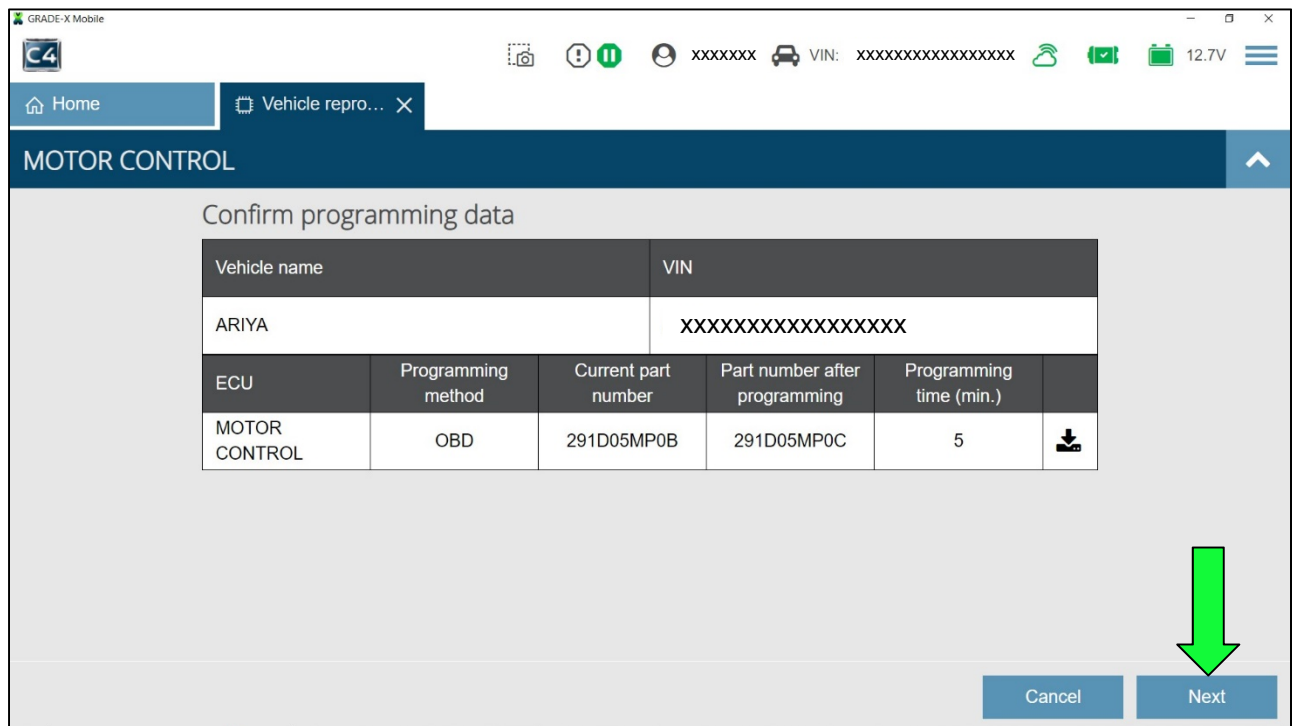 GRADE-X Mobile
C4
XXXXXXX VIN: XXXXXXXXXXXXXXXXX 12.7V
Home Vehicle repro...
MOTOR CONTROL
Confirm programming data
Vehicle name VIN
ARIYA XXXXXXXXXXXXXXXXX
ECU Programming method Current part number Part number after programming Programming time (min.)
MOTOR CONTROL OBD 291D05MP0B 291D05MP0C 5
Cancel Next